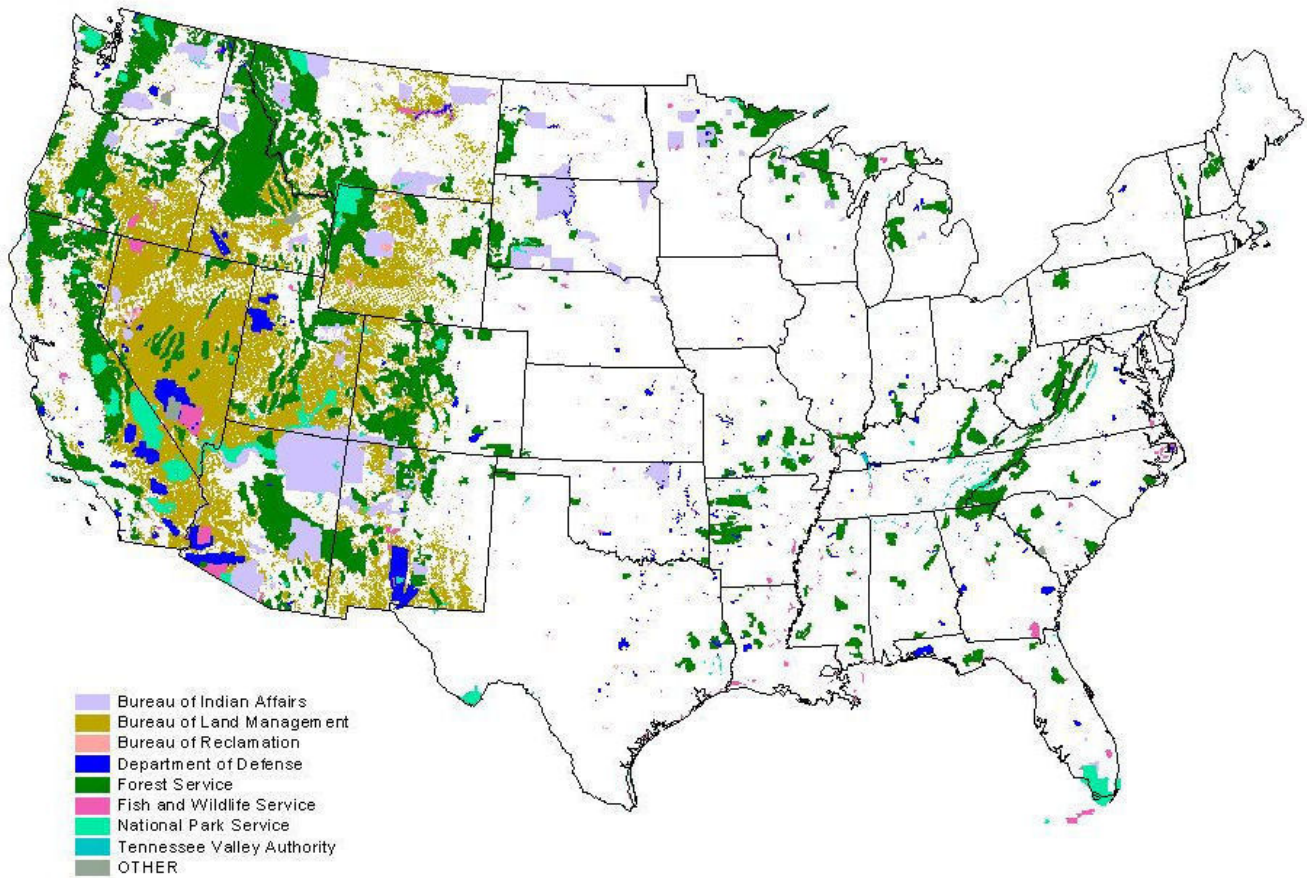 Bureau of Indian Affairs
Bureau of Land Management
Bureau of Reclamation
Department of Defense
Forest Service
Fish and Wildlife Service
National Park Service
Tennessee Valley Authority
OTHER